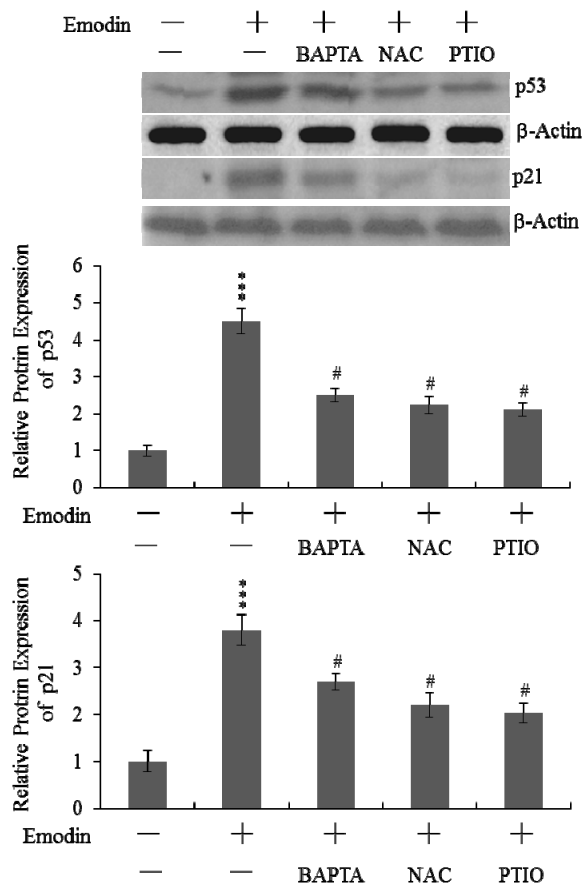 Emodin — + + + +
— — BAPTA NAC PTIO
p53
β-Actin
p21
β-Actin
Relative Protrin Expression
of p53
6
5
4
3
2
1
0
***
#
#
#
Emodin — + + + +
— — BAPTA NAC PTIO
Relative Protrin Expression
of p21
5
4
3
2
1
0
***
#
#
#
Emodin — + + + +
— — BAPTA NAC PTIO